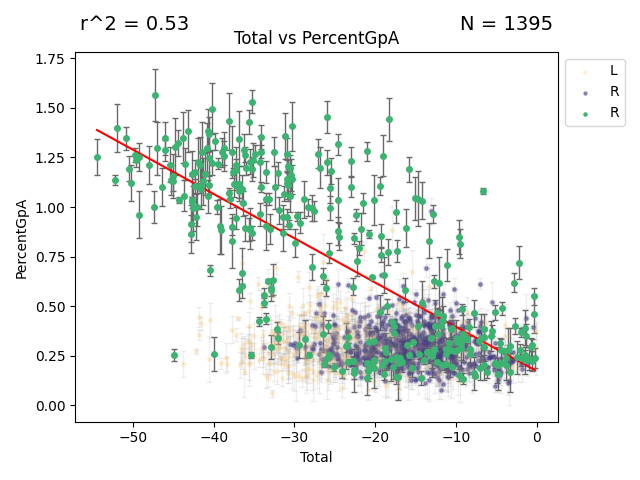 r^2 = 0.53 N = 1395
Total vs PercentGpA
1.75
1.50
1.25
1.00
0.75
0.50
0.25
0.00
PercentGpA
−50 −40 −30 −20 −10 0
Total
L
R
R